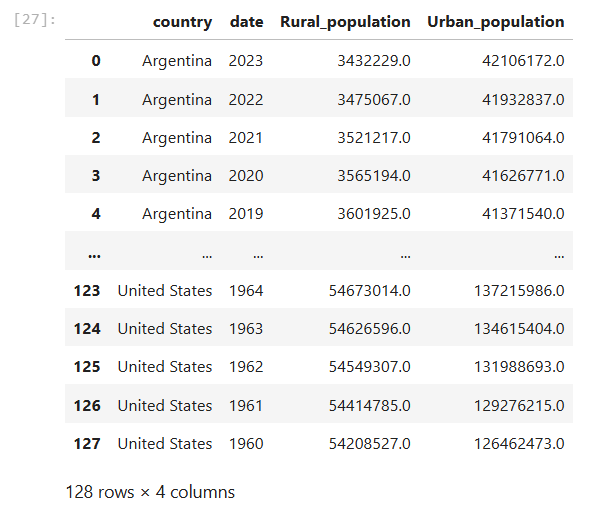 [27]:
country date Rural_population Urban_population
0 Argentina 2023 3432229.0 42106172.0
1 Argentina 2022 3475067.0 41932837.0
2 Argentina 2021 3521217.0 41791064.0
3 Argentina 2020 3565194.0 41626771.0
4 Argentina 2019 3601925.0 41371540.0
... ... ... ... ...
123 United States 1964 54673014.0 137215986.0
124 United States 1963 54626596.0 134615404.0
125 United States 1962 54549307.0 131988693.0
126 United States 1961 54414785.0 129276215.0
127 United States 1960 54208527.0 126462473.0
128 rows × 4 columns